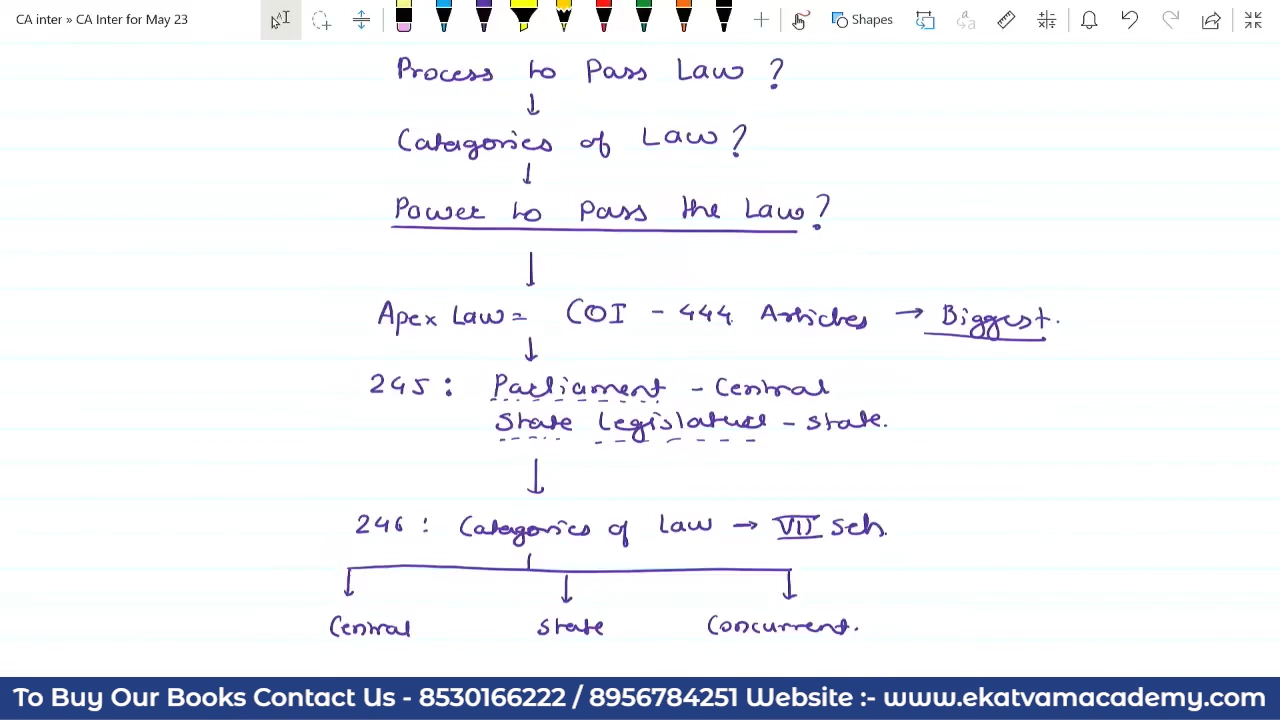 CA inter » CA Inter for May 23
Shapes
Process to Pass Law ?
Catagories of Law ?
Power to Pass the Law ?
Apex Law = COI - 444 Articles → Biggest.
245 : Parliament - Central
State Legislature - State.
246 : Catagories of Law → VII Sch.
Central State Concurrent.
To Buy Our Books Contact Us - 8530166222 / 8956784251 Website :- www.ekatvamacademy.com